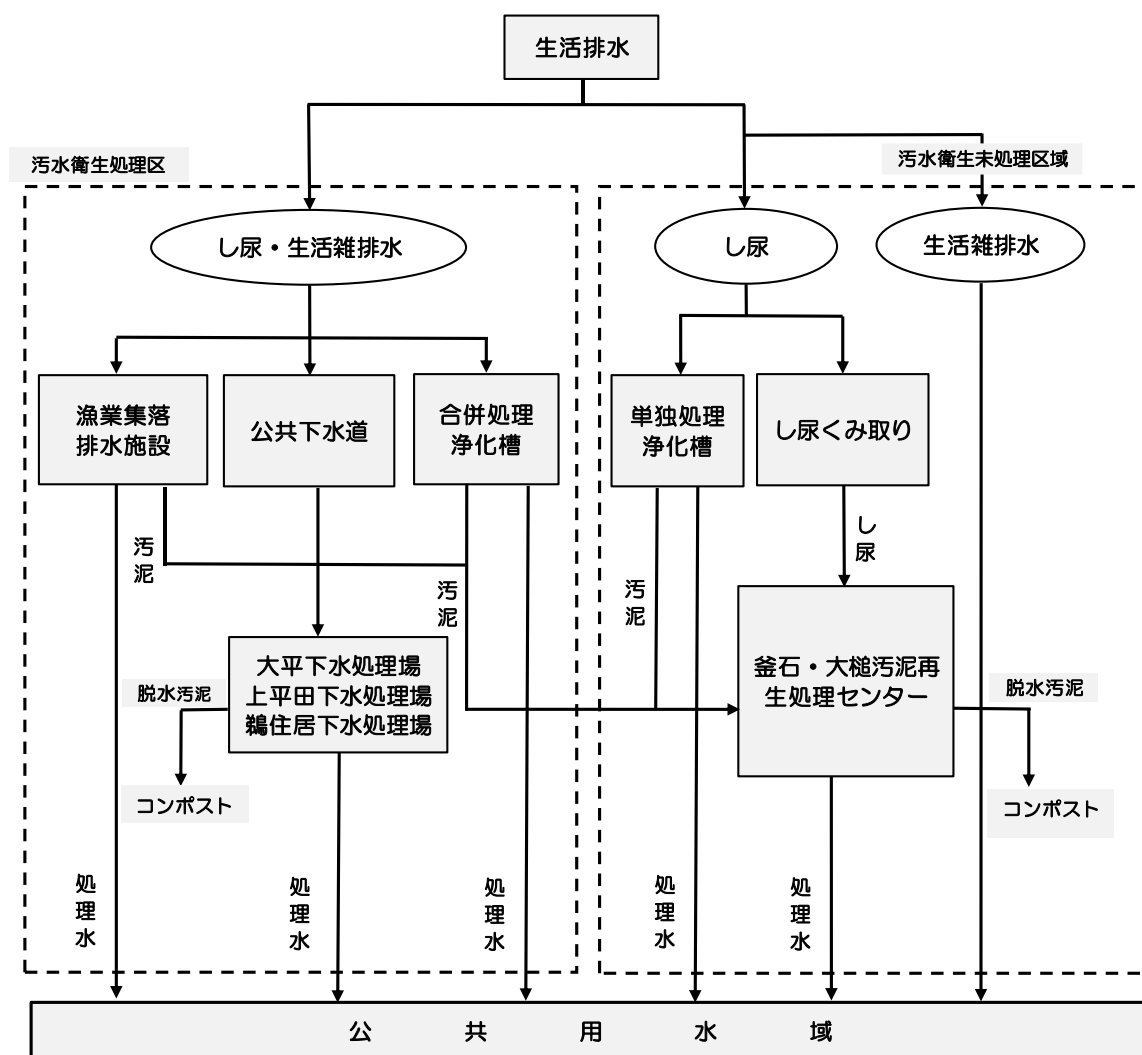 生活排水
汚水衛生処理区
汚水衛生未処理区域
し尿・生活雑排水
し尿
生活雑排水
漁業集落
排水施設
公共下水道
合併処理
浄化槽
単独処理
浄化槽
し尿くみ取り
汚泥
汚泥
汚泥
し尿
大平下水処理場
上平田下水処理場
鵜住居下水処理場
釜石・大槌汚泥再
生処理センター
脱水汚泥
脱水汚泥
コンポスト
コンポスト
処理水
処理水
処理水
処理水
処理水
公共用水域